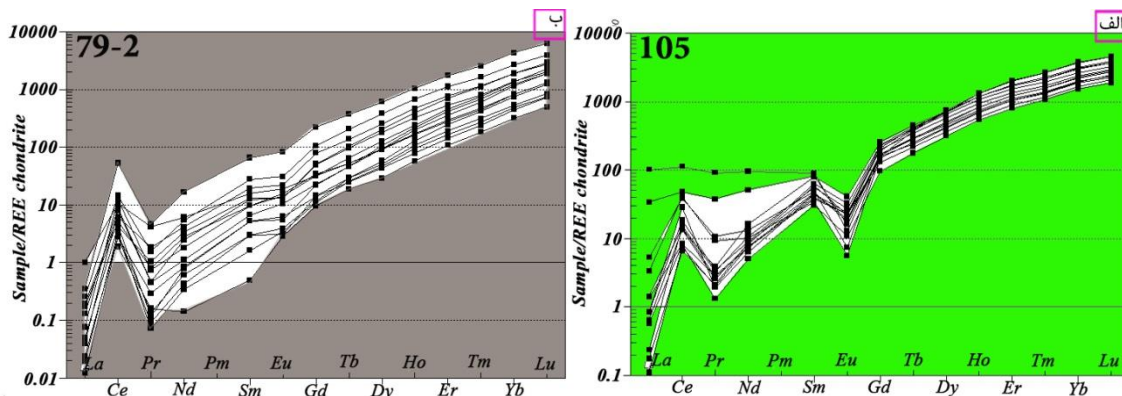 ب
79-2
Sample/REE chondrite
10000
1000
100
10
1
0.1
0.01
La Pr Nd Pm Sm Eu Gd Tb Dy Ho Er Tm Yb Lu
Ce
الف
105
Sample/REE chondrite
10000
1000
100
10
1
0.1
La Pr Nd Pm Sm Eu Gd Tb Dy Ho Er Tm Yb Lu
Ce